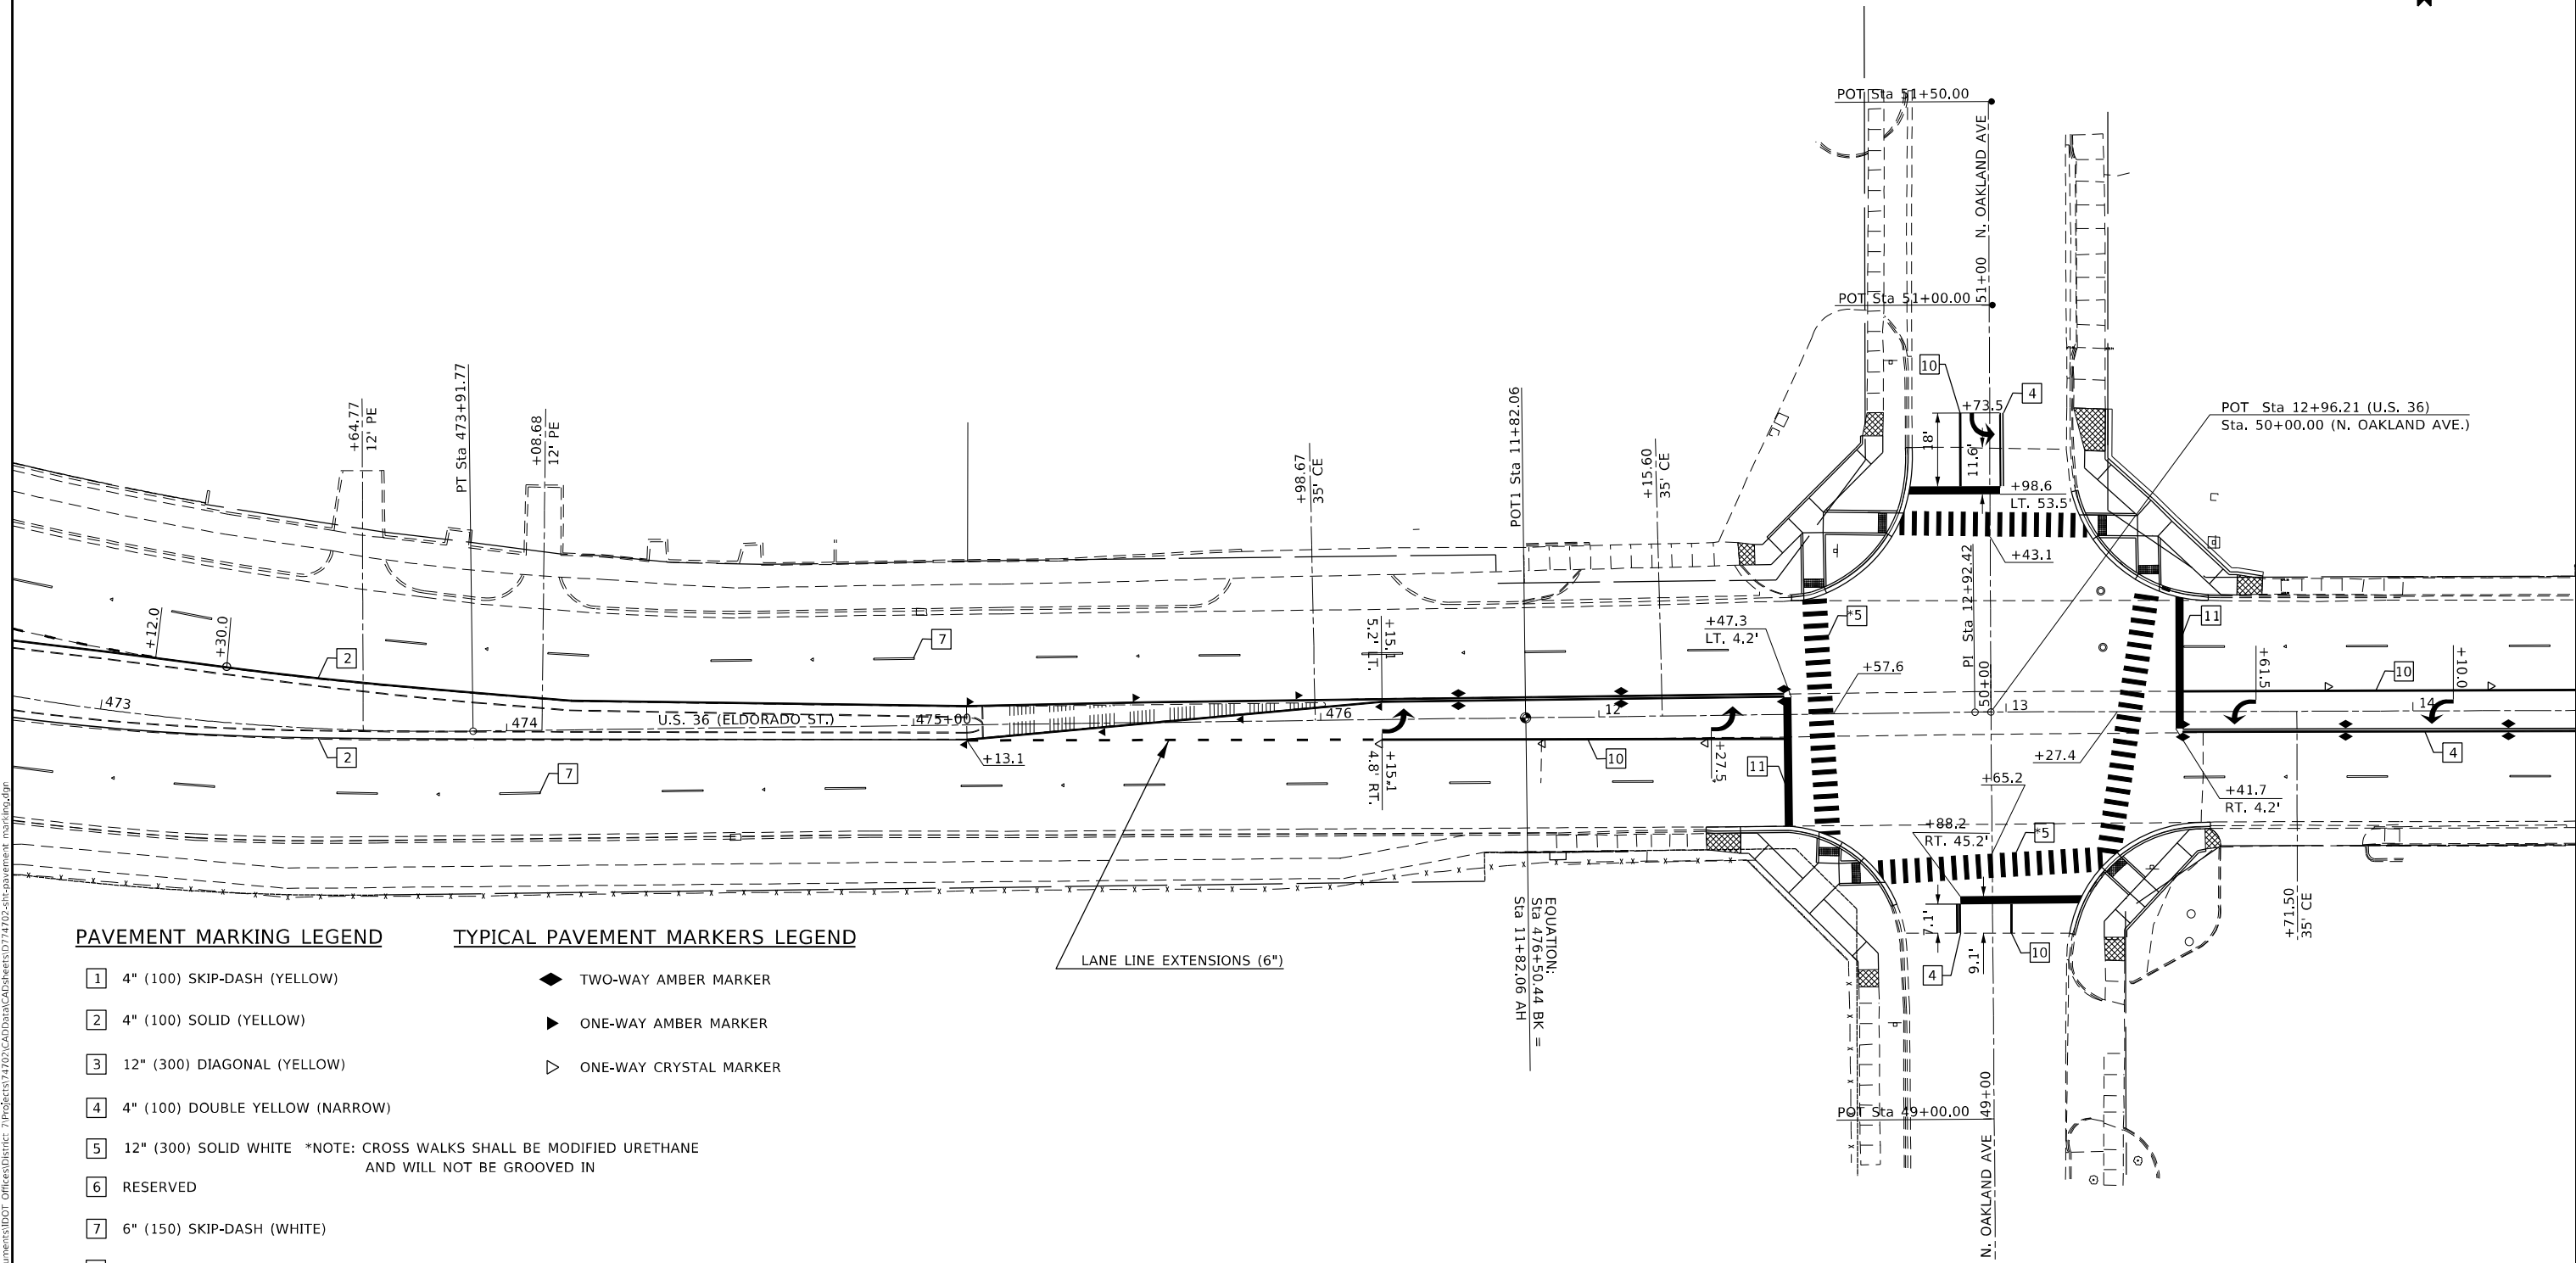 POT Sta 51+50.00
N. OAKLAND AVE
51+00
POT Sta 51+00.00
10
4
+73.5
18'
11.6'
+98.6
LT. 53.5'
+43.1
POT Sta 12+96.21 (U.S. 36)
Sta. 50+00.00 (N. OAKLAND AVE.)
+64.77
12' PE
PT Sta 473+91.77
+08.68
12' PE
+98.67
35' CE
POT1 Sta 11+82.06
+15.60
35' CE
PI Sta 12+92.42
50+00
+12.0
+30.0
2
7
+15.1
5.2' LT.
+47.3
LT. 4.2'
*5
+57.6
11
+61.5
10
+10.0
473
474
U.S. 36 (ELDORADO ST.)
475+00
476
12
13
14
2
7
+13.1
+15.1
4.8' RT.
10
+27.5
11
+27.4
+65.2
4
+41.7
RT. 4.2'
+88.2
RT. 45.2'
*5
+71.50
35' CE
7.1'
9.1'
4
10
EQUATION:
Sta 476+50.44 BK =
Sta 11+82.06 AH
LANE LINE EXTENSIONS (6")
POT Sta 49+00.00
49+00
N. OAKLAND AVE
PAVEMENT MARKING LEGEND
1 4" (100) SKIP-DASH (YELLOW)
2 4" (100) SOLID (YELLOW)
3 12" (300) DIAGONAL (YELLOW)
4 4" (100) DOUBLE YELLOW (NARROW)
5 12" (300) SOLID WHITE *NOTE: CROSS WALKS SHALL BE MODIFIED URETHANE
AND WILL NOT BE GROOVED IN
6 RESERVED
7 6" (150) SKIP-DASH (WHITE)
TYPICAL PAVEMENT MARKERS LEGEND
TWO-WAY AMBER MARKER
ONE-WAY AMBER MARKER
ONE-WAY CRYSTAL MARKER